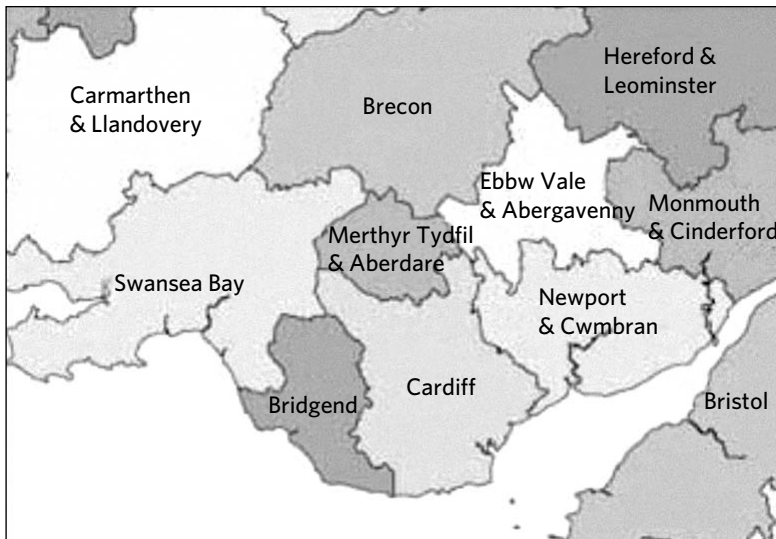 Hereford &
Leominster
Carmarthen
& Llandovery
Brecon
Ebbw Vale
& Abergavenny
Monmouth
& Cinderford
Merthyr Tydfil
& Aberdare
Swansea Bay
Newport
& Cwmbran
Cardiff
Bridgend
Bristol